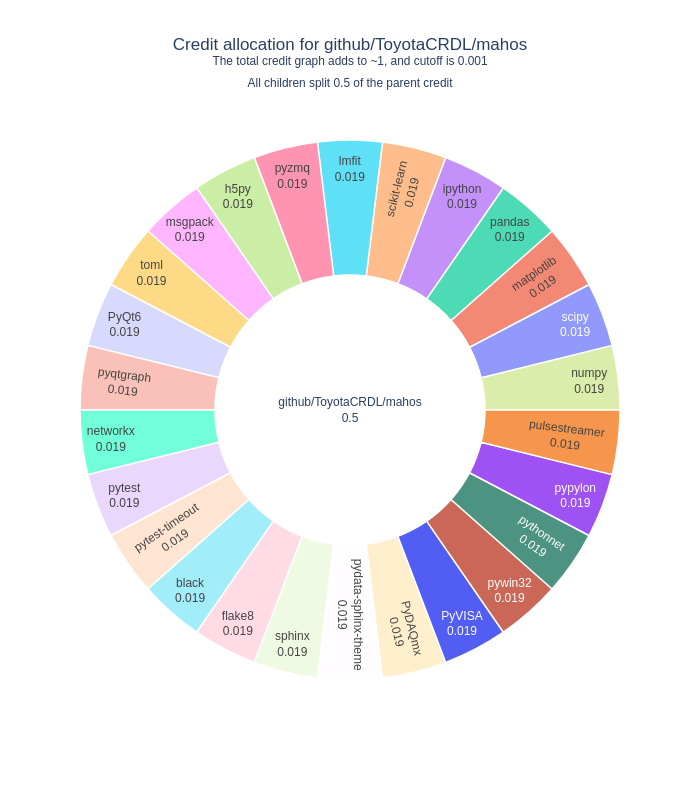 Credit allocation for github/ToyotaCRDL/mahos
The total credit graph adds to ~1, and cutoff is 0.001
All children split 0.5 of the parent credit
lmfit
0.019
scikit-learn
0.019
ipython
0.019
pandas
0.019
matplotlib
0.019
scipy
0.019
numpy
0.019
pulsestreamer
0.019
pypylon
0.019
pythonnet
0.019
pywin32
0.019
PyVISA
0.019
PyDAQmx
0.019
pydata-sphinx-theme
0.019
sphinx
0.019
flake8
0.019
black
0.019
pytest-timeout
0.019
pytest
0.019
networkx
0.019
pyqtgraph
0.019
PyQt6
0.019
toml
0.019
msgpack
0.019
h5py
0.019
pyzmq
0.019
github/ToyotaCRDL/mahos
0.5